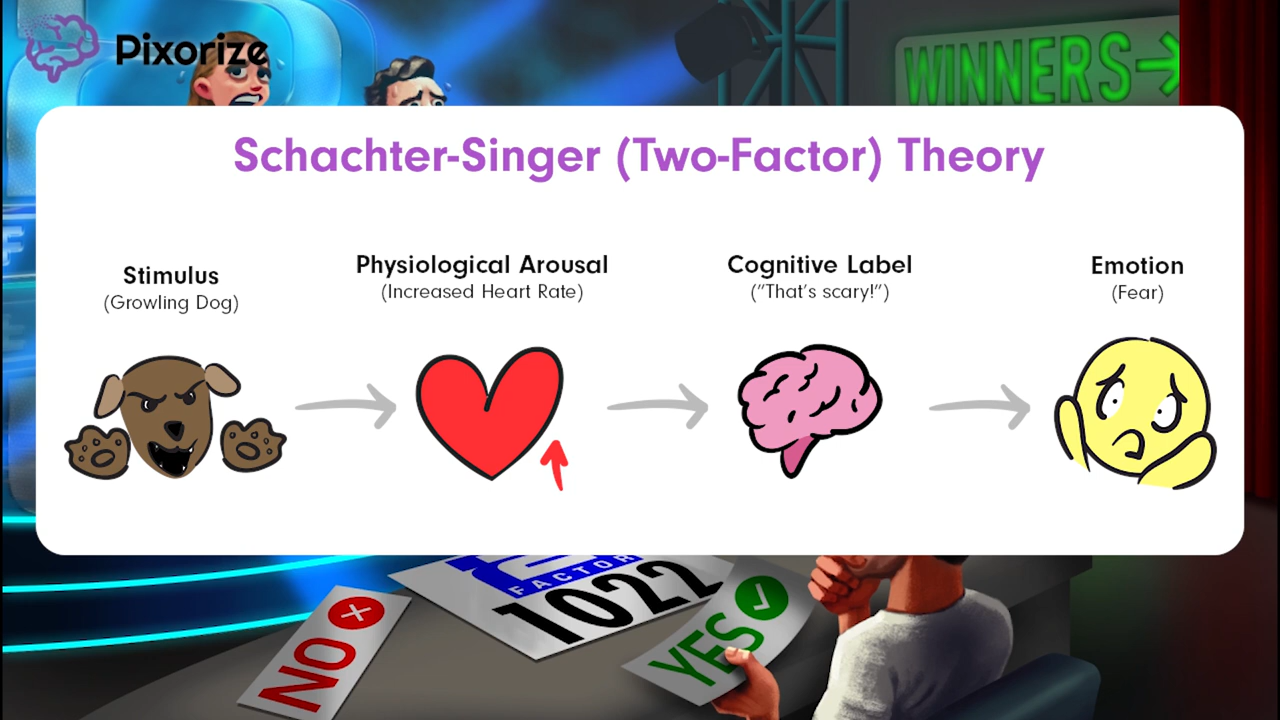 Pixorize
WINNERS→
Schachter-Singer (Two-Factor) Theory
Stimulus
(Growling Dog)
Physiological Arousal
(Increased Heart Rate)
Cognitive Label
("That's scary!")
Emotion
(Fear)
FACTOR
1022
NO
YES